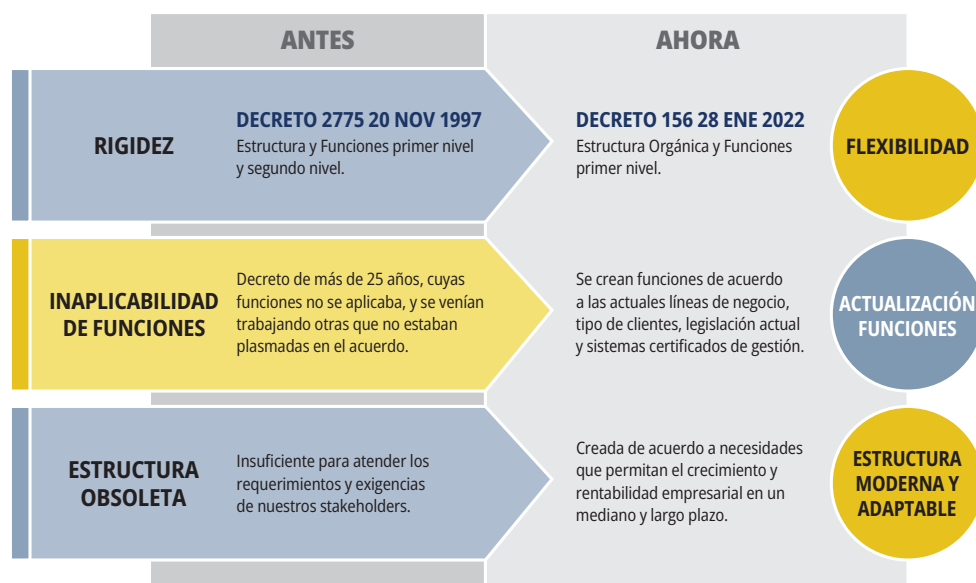 ANTES
AHORA
RIGIDEZ
DECRETO 2775 20 NOV 1997
Estructura y Funciones primer nivel
y segundo nivel.
DECRETO 156 28 ENE 2022
Estructura Orgánica y Funciones
primer nivel.
FLEXIBILIDAD
INAPLICABILIDAD
DE FUNCIONES
Decreto de más de 25 años, cuyas
funciones no se aplicaba, y se venían
trabajando otras que no estaban
plasmadas en el acuerdo.
Se crean funciones de acuerdo
a las actuales líneas de negocio,
tipo de clientes, legislación actual
y sistemas certificados de gestión.
ACTUALIZACIÓN
FUNCIONES
ESTRUCTURA
OBSOLETA
Insuficiente para atender los
requerimientos y exigencias
de nuestros stakeholders.
Creada de acuerdo a necesidades
que permitan el crecimiento y
rentabilidad empresarial en un
mediano y largo plazo.
ESTRUCTURA
MODERNA Y
ADAPTABLE